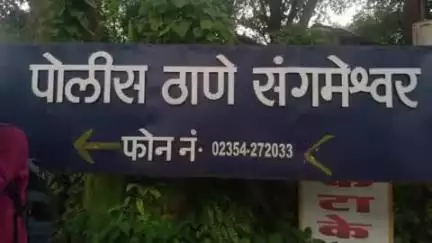 पोलीस ठाणे संगमेश्वर
फोन नं. 02354-272033